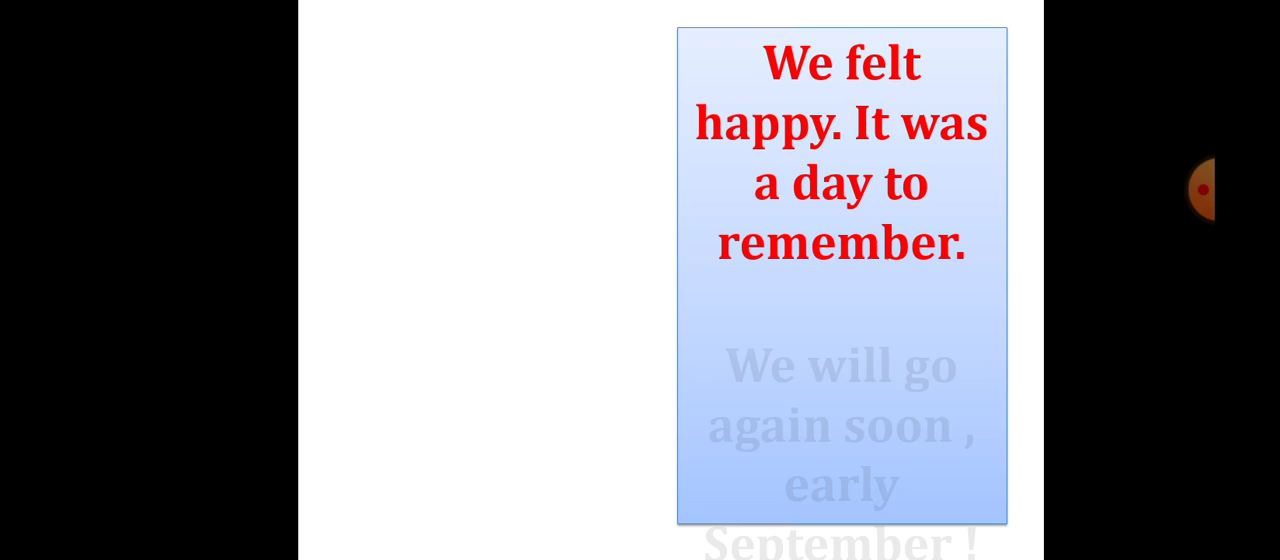 We felt
happy. It was
a day to
remember.
We will go
again soon ,
early
September !